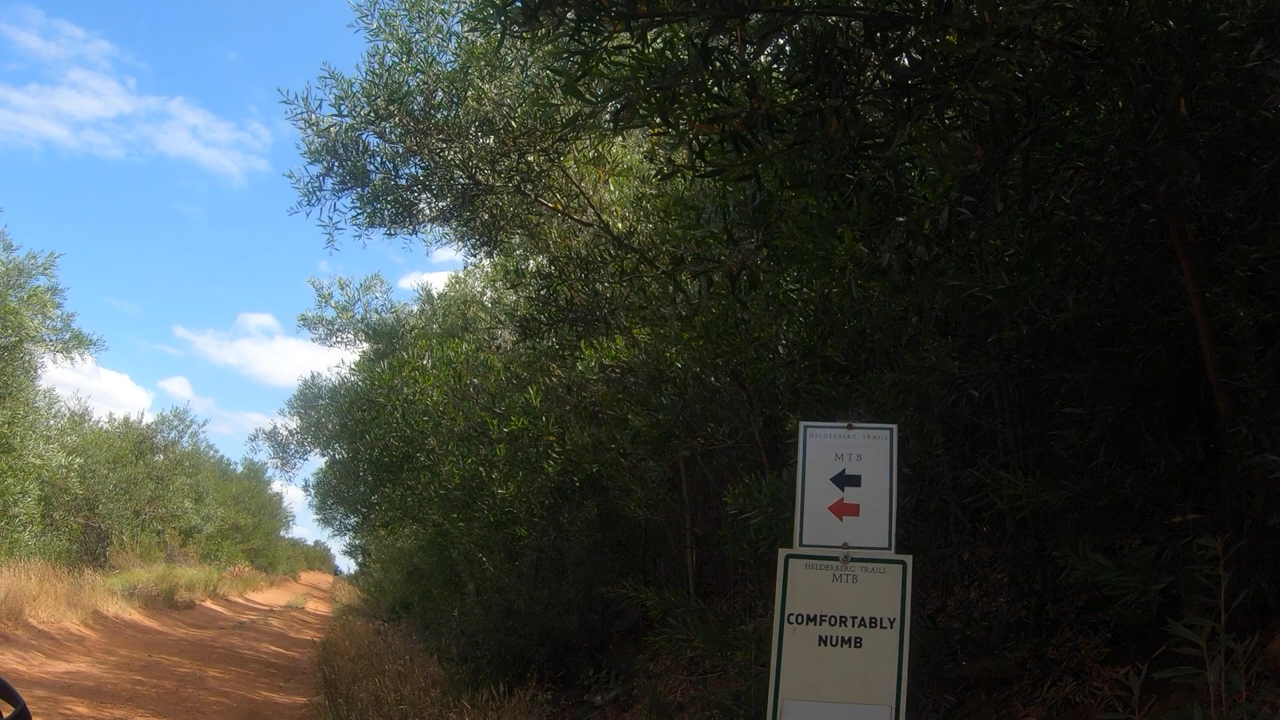 HELDERBERG TRAILS
MTB
HELDERBERG TRAILS
MTB
COMFORTABLY
NUMB